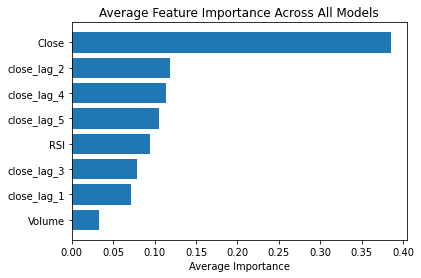 Average Feature Importance Across All Models
Close
close_lag_2
close_lag_4
close_lag_5
RSI
close_lag_3
close_lag_1
Volume
0.00 0.05 0.10 0.15 0.20 0.25 0.30 0.35 0.40
Average Importance